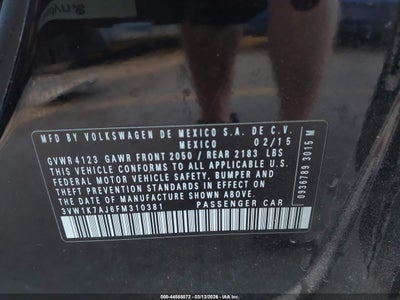 MFD BY VOLKSWAGEN DE MEXICO S.A. DE C.V.
MEXICO 02/15
GVWR 4123 GAWR FRONT 2050 / REAR 2183 LBS
THIS VEHICLE CONFORMS TO ALL APPLICABLE U.S.
FEDERAL MOTOR VEHICLE SAFETY, BUMPER AND
THEFT PREVENTION STANDARDS IN EFFECT ON
THE DATE OF MANUFACTURE SHOWN ABOVE
3VW1K7AJ6FM310381 PASSENGER CAR
0936789 3015 M
000-44555072 - 03/12/2026 - IAAI Inc.